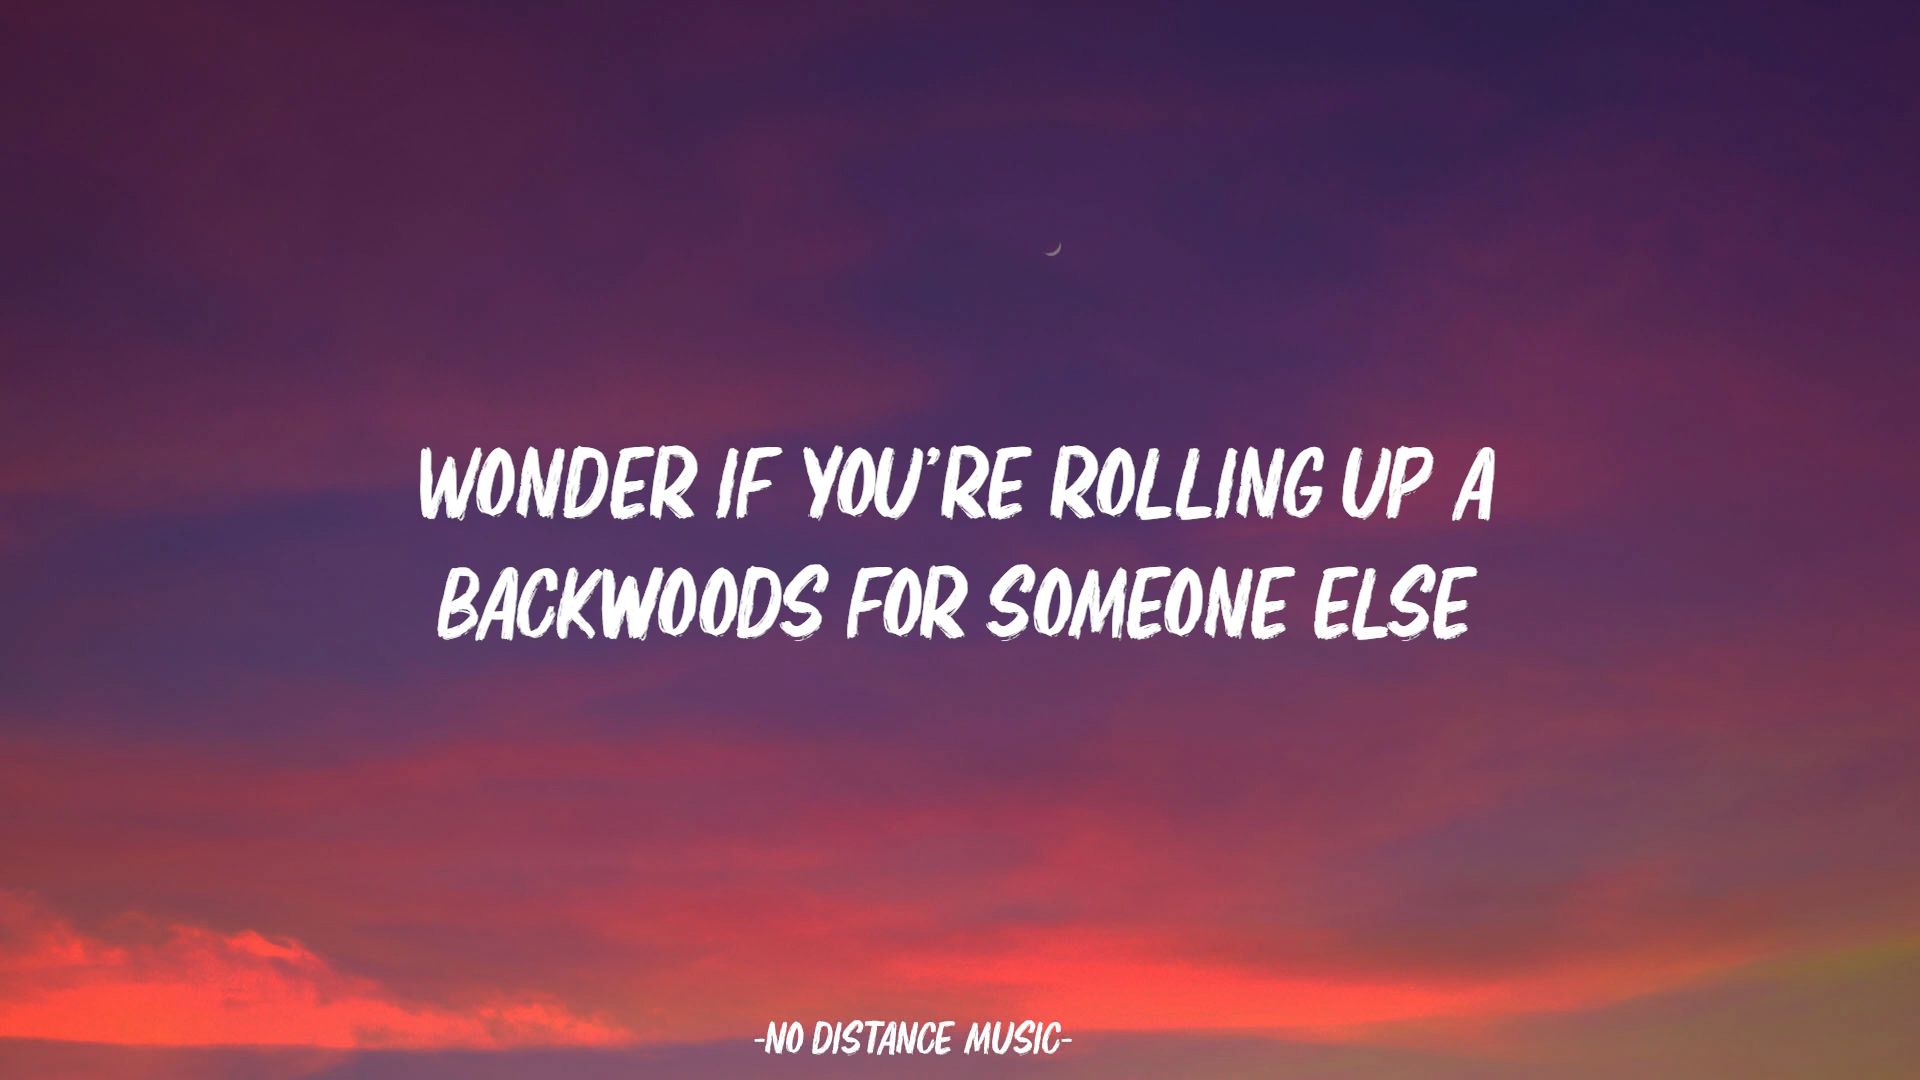 WONDER IF YOU'RE ROLLING UP A
BACKWOODS FOR SOMEONE ELSE
-NO DISTANCE MUSIC-